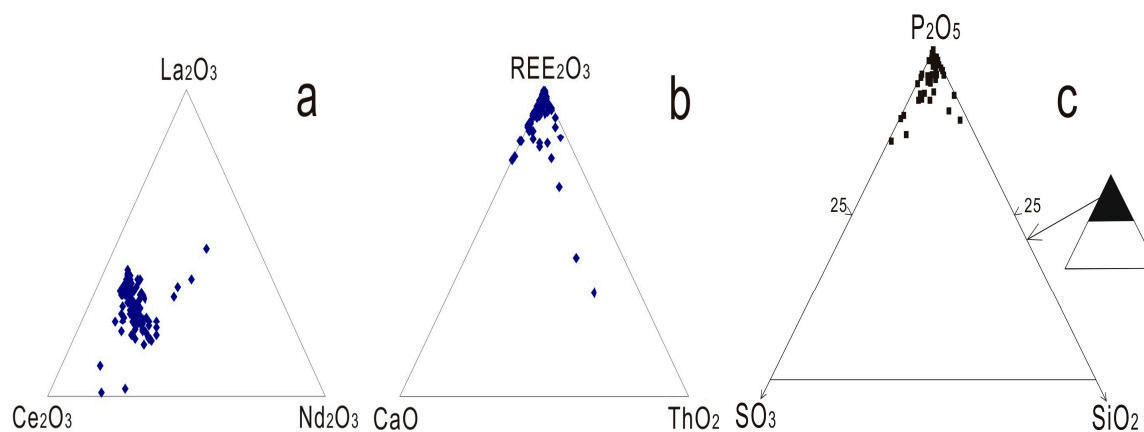 P₂O₅
La₂O₃
a
REE₂O₃
b
c
25
25
Ce₂O₃
Nd₂O₃
CaO
ThO₂
SO₃
SiO₂